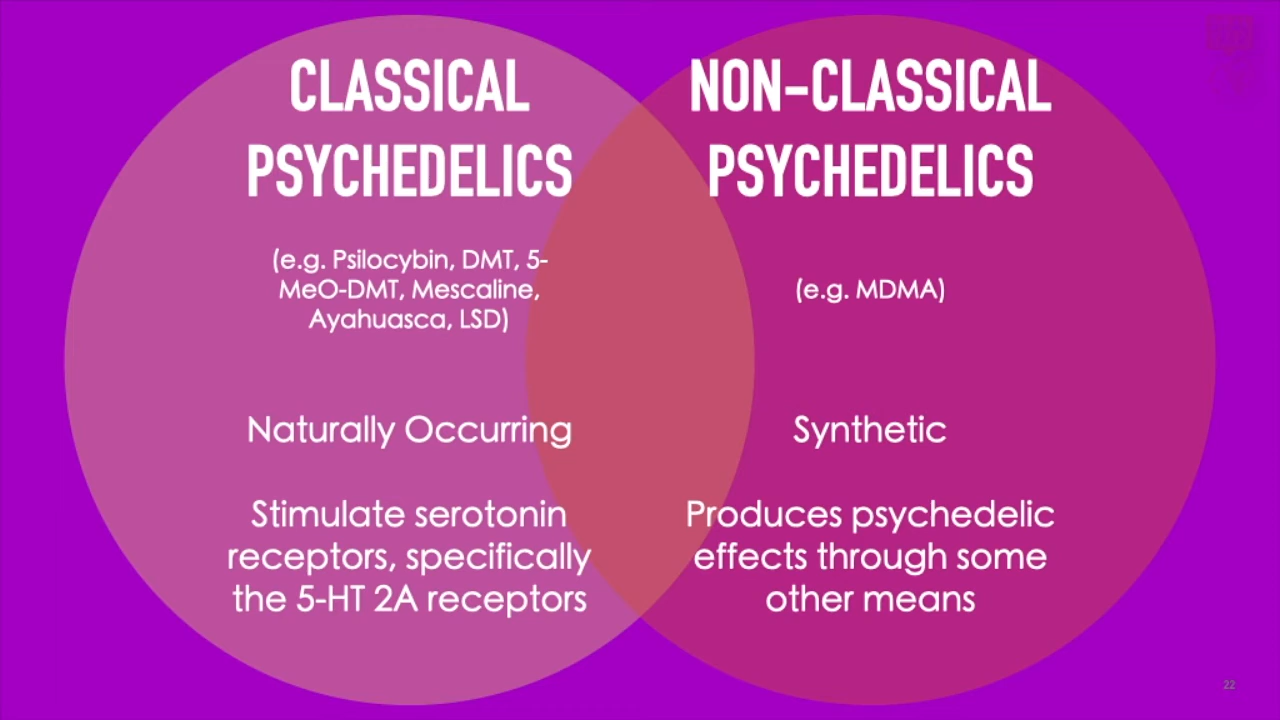 CLASSICAL
PSYCHEDELICS
(e.g. Psilocybin, DMT, 5-
MeO-DMT, Mescaline,
Ayahuasca, LSD)
Naturally Occurring
Stimulate serotonin
receptors, specifically
the 5-HT 2A receptors
NON-CLASSICAL
PSYCHEDELICS
(e.g. MDMA)
Synthetic
Produces psychedelic
effects through some
other means
22